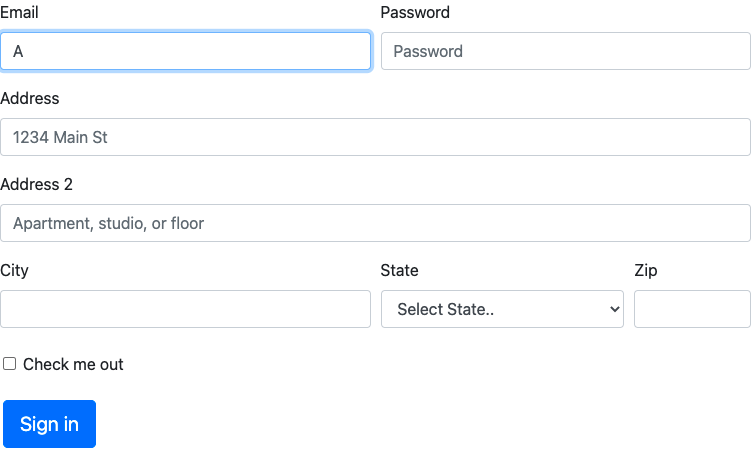 Email Password
A Password
Address
1234 Main St
Address 2
Apartment, studio, or floor
City State Zip
Select State..
Check me out
Sign in